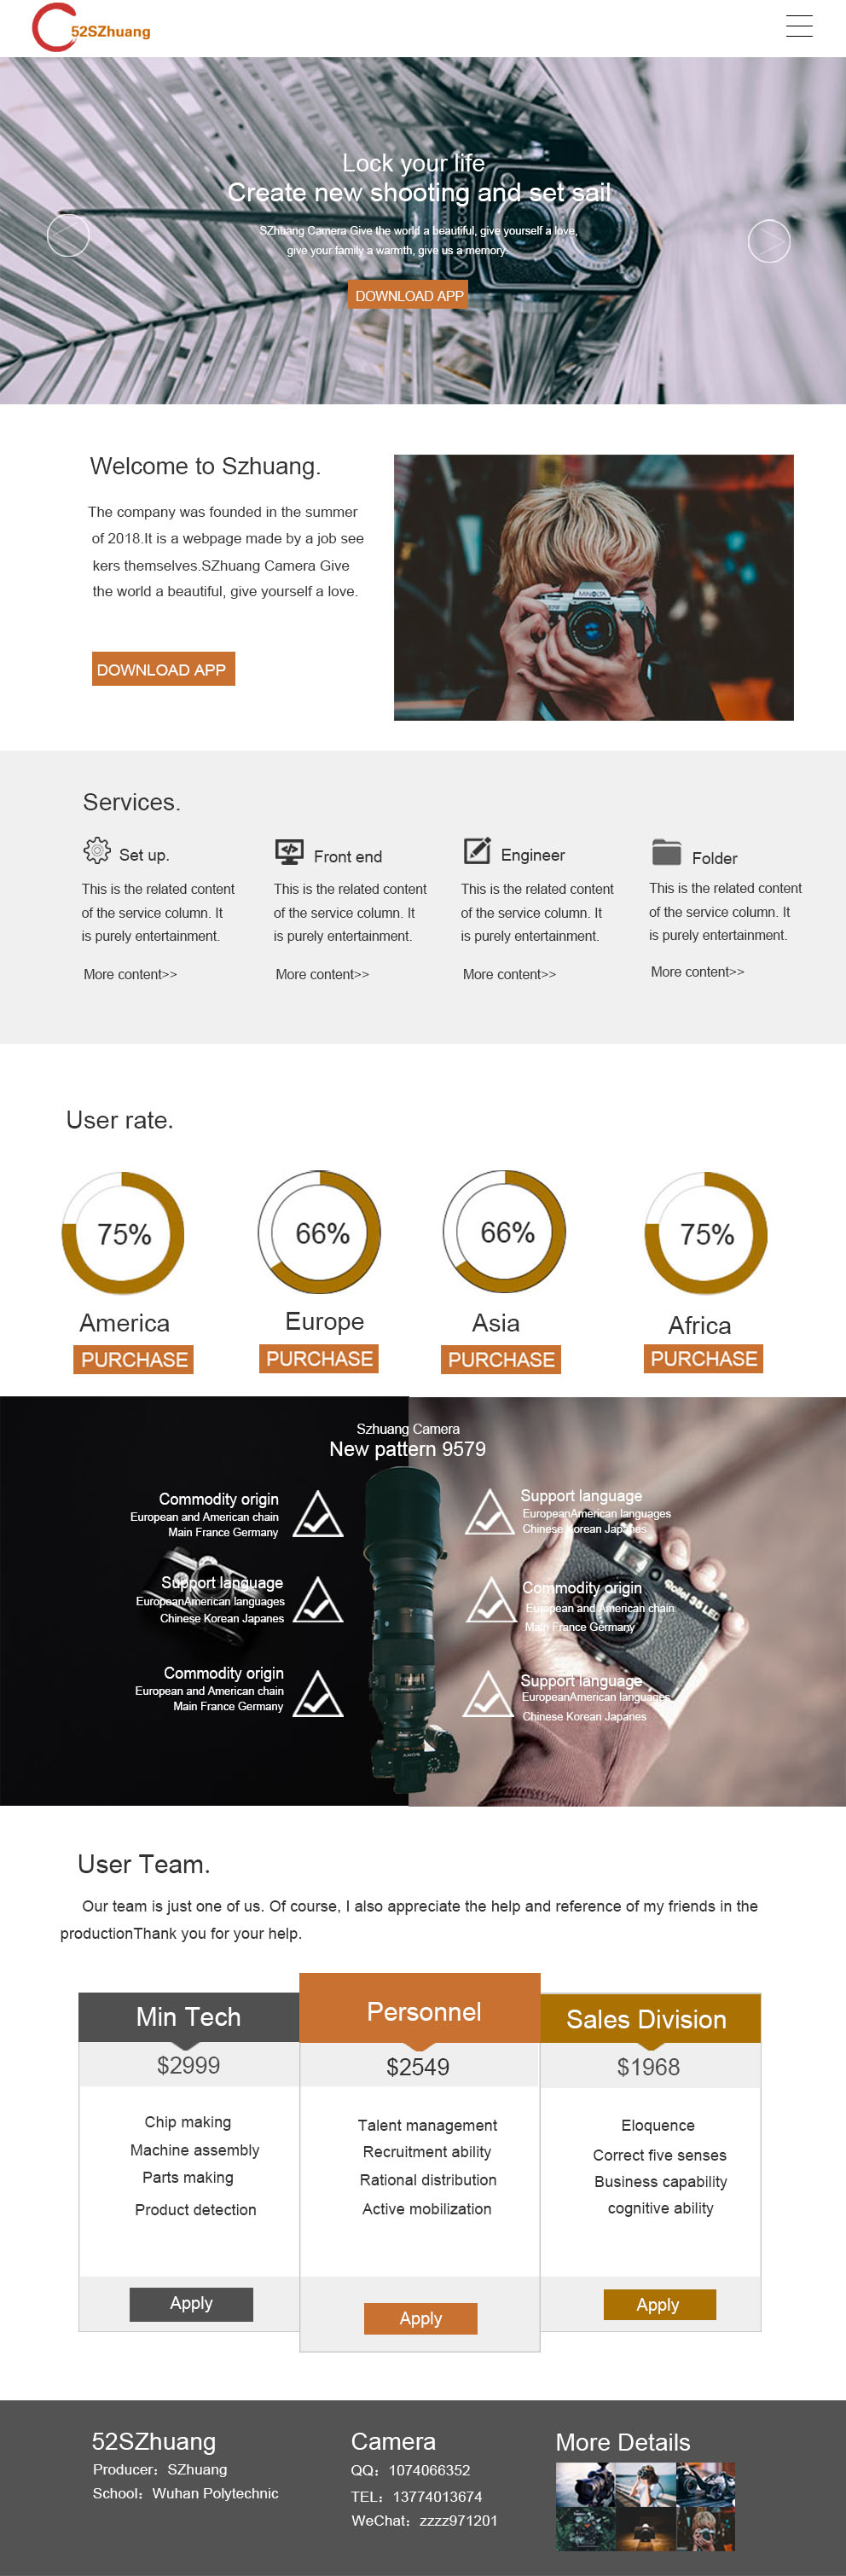 52SZhuang
Lock your life
Create new shooting and set sail
SZhuang Camera Give the world a beautiful, give yourself a love,
give your family a warmth, give us a memory.
DOWNLOAD APP
Welcome to Szhuang.
The company was founded in the summer
of 2018.It is a webpage made by a job see
kers themselves.SZhuang Camera Give
the world a beautiful, give yourself a love.
DOWNLOAD APP
MINOLTA
Services.
Set up.
This is the related content
of the service column. It
is purely entertainment.
More content>>
Front end
This is the related content
of the service column. It
is purely entertainment.
More content>>
Engineer
This is the related content
of the service column. It
is purely entertainment.
More content>>
Folder
This is the related content
of the service column. It
is purely entertainment.
More content>>
User rate.
75%
America
PURCHASE
66%
Europe
PURCHASE
66%
Asia
PURCHASE
75%
Africa
PURCHASE
Szhuang Camera
New pattern 9579
Commodity origin
European and American chain
Main France Germany
Support language
EuropeanAmerican languages
Chinese Korean Japanes
Commodity origin
European and American chain
Main France Germany
Support language
EuropeanAmerican languages
Chinese Korean Japanes
Commodity origin
European and American chain
Main France Germany
Support language
EuropeanAmerican languages
Chinese Korean Japanes
Rollei 35 LED
SONY
User Team.
Our team is just one of us. Of course, I also appreciate the help and reference of my friends in the
productionThank you for your help.
Min Tech
$2999
Chip making
Machine assembly
Parts making
Product detection
Apply
Personnel
$2549
Talent management
Recruitment ability
Rational distribution
Active mobilization
Apply
Sales Division
$1968
Eloquence
Correct five senses
Business capability
cognitive ability
Apply
52SZhuang
Producer：SZhuang
School：Wuhan Polytechnic
Camera
QQ：1074066352
TEL：13774013674
WeChat：zzzz971201
More Details